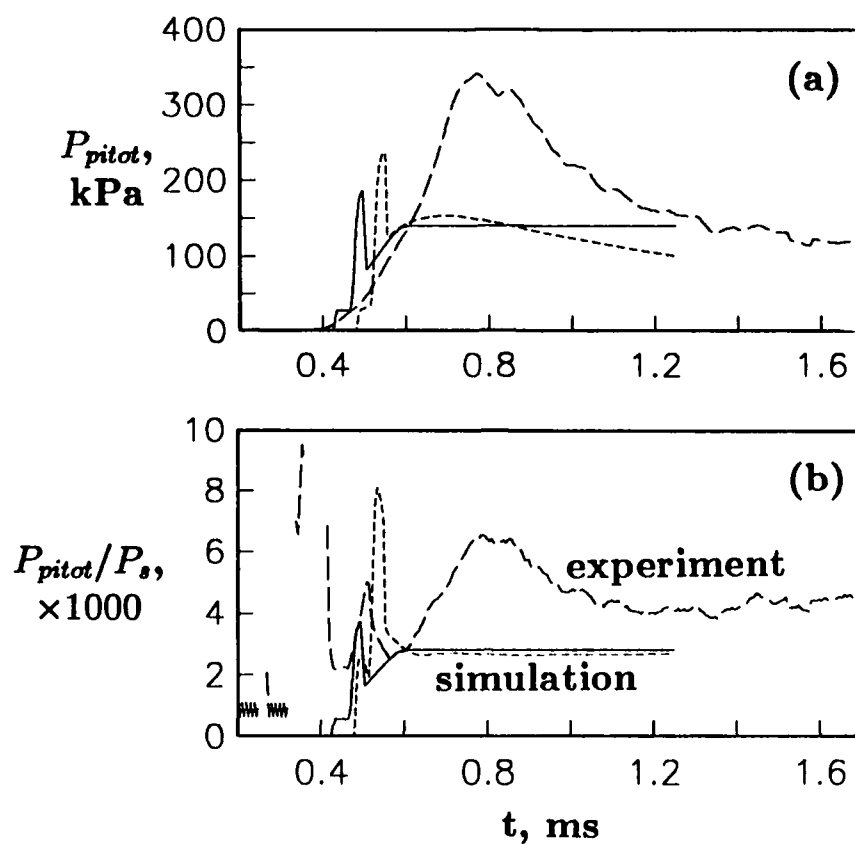 400
300
200
100
0
P_pitot,
kPa
(a)
0.4 0.8 1.2 1.6
10
8
6
4
2
0
P_pitot/P_s,
×1000
(b)
experiment
simulation
0.4 0.8 1.2 1.6
t, ms